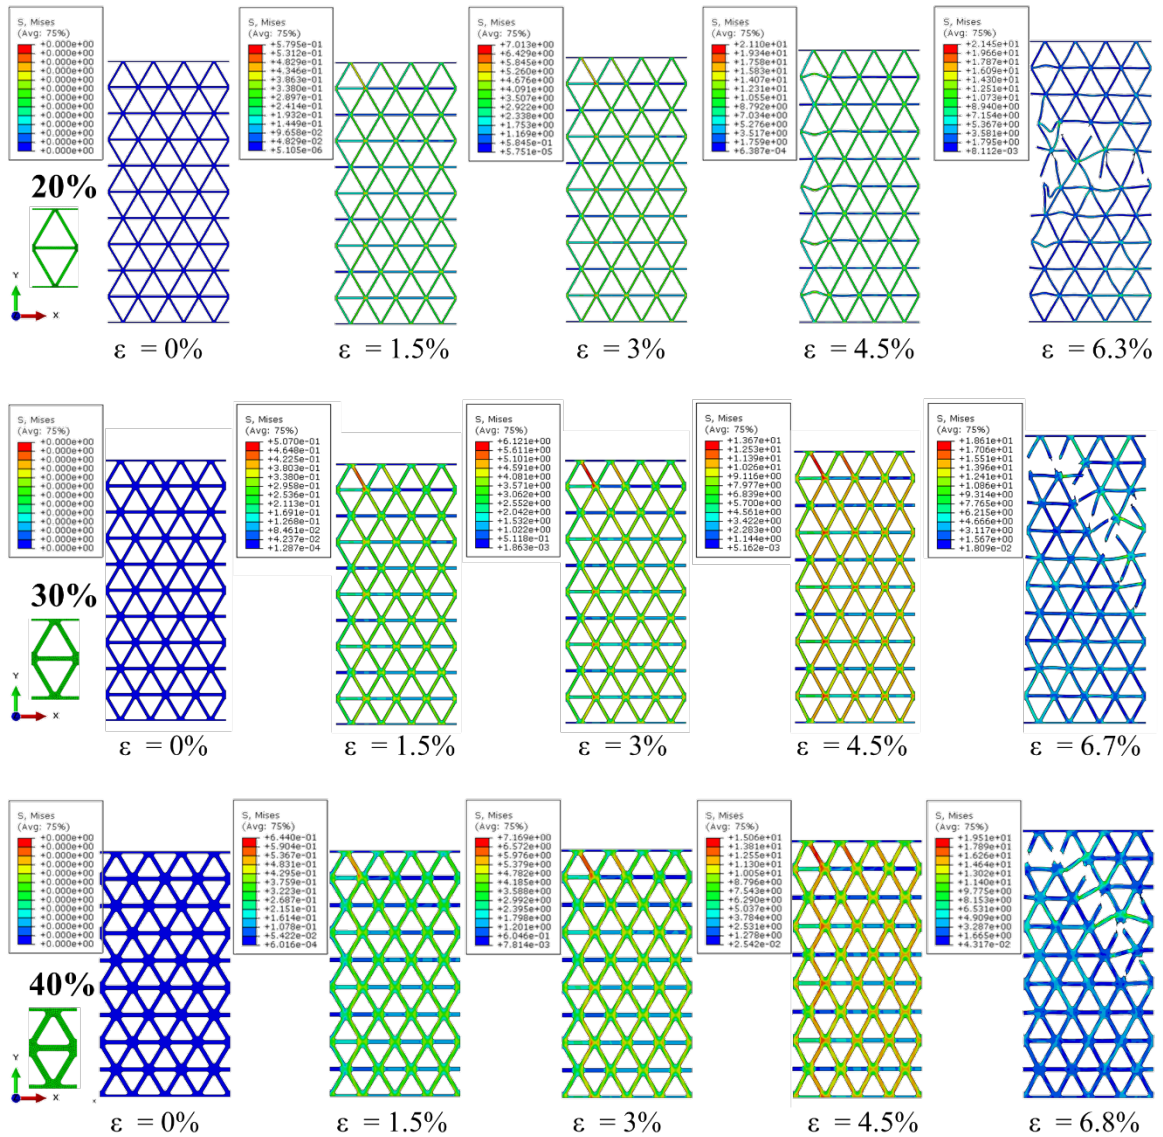 S, Mises
(Avg: 75%)
+0.000e+00
+0.000e+00
+0.000e+00
+0.000e+00
+0.000e+00
+0.000e+00
+0.000e+00
+0.000e+00
+0.000e+00
+0.000e+00
+0.000e+00
+0.000e+00
+0.000e+00
S, Mises
(Avg: 75%)
+5.795e-01
+5.312e-01
+4.829e-01
+4.346e-01
+3.863e-01
+3.380e-01
+2.897e-01
+2.414e-01
+1.932e-01
+1.449e-01
+9.658e-02
+4.829e-02
+5.105e-06
S, Mises
(Avg: 75%)
+7.013e+00
+6.429e+00
+5.845e+00
+5.260e+00
+4.676e+00
+4.091e+00
+3.507e+00
+2.922e+00
+2.338e+00
+1.753e+00
+1.169e+00
+5.845e-01
+5.751e-05
S, Mises
(Avg: 75%)
+2.110e+01
+1.934e+01
+1.758e+01
+1.583e+01
+1.407e+01
+1.231e+01
+1.055e+01
+8.792e+00
+7.034e+00
+5.276e+00
+3.517e+00
+1.759e+00
+6.387e-04
S, Mises
(Avg: 75%)
+2.145e+01
+1.966e+01
+1.787e+01
+1.609e+01
+1.430e+01
+1.251e+01
+1.073e+01
+8.940e+00
+7.154e+00
+5.367e+00
+3.581e+00
+1.795e+00
+8.112e-03
20%
Y
X
ε = 0%
ε = 1.5%
ε = 3%
ε = 4.5%
ε = 6.3%
S, Mises
(Avg: 75%)
+0.000e+00
+0.000e+00
+0.000e+00
+0.000e+00
+0.000e+00
+0.000e+00
+0.000e+00
+0.000e+00
+0.000e+00
+0.000e+00
+0.000e+00
+0.000e+00
+0.000e+00
S, Mises
(Avg: 75%)
+5.070e-01
+4.648e-01
+4.225e-01
+3.803e-01
+3.380e-01
+2.958e-01
+2.536e-01
+2.113e-01
+1.691e-01
+1.268e-01
+8.461e-02
+4.237e-02
+1.287e-04
S, Mises
(Avg: 75%)
+6.121e+00
+5.611e+00
+5.101e+00
+4.591e+00
+4.081e+00
+3.571e+00
+3.062e+00
+2.552e+00
+2.042e+00
+1.532e+00
+1.022e+00
+5.118e-01
+1.863e-03
S, Mises
(Avg: 75%)
+1.367e+01
+1.253e+01
+1.139e+01
+1.026e+01
+9.116e+00
+7.977e+00
+6.839e+00
+5.700e+00
+4.561e+00
+3.422e+00
+2.283e+00
+1.144e+00
+5.162e-03
S, Mises
(Avg: 75%)
+1.861e+01
+1.706e+01
+1.551e+01
+1.396e+01
+1.241e+01
+1.086e+01
+9.314e+00
+7.765e+00
+6.215e+00
+4.666e+00
+3.117e+00
+1.567e+00
+1.809e-02
30%
Y
X
ε = 0%
ε = 1.5%
ε = 3%
ε = 4.5%
ε = 6.7%
S, Mises
(Avg: 75%)
+0.000e+00
+0.000e+00
+0.000e+00
+0.000e+00
+0.000e+00
+0.000e+00
+0.000e+00
+0.000e+00
+0.000e+00
+0.000e+00
+0.000e+00
+0.000e+00
+0.000e+00
S, Mises
(Avg: 75%)
+6.440e-01
+5.904e-01
+5.367e-01
+4.831e-01
+4.295e-01
+3.759e-01
+3.223e-01
+2.687e-01
+2.151e-01
+1.614e-01
+1.078e-01
+5.422e-02
+6.016e-04
S, Mises
(Avg: 75%)
+7.169e+00
+6.572e+00
+5.976e+00
+5.379e+00
+4.782e+00
+4.185e+00
+3.588e+00
+2.992e+00
+2.395e+00
+1.798e+00
+1.201e+00
+6.046e-01
+7.814e-03
S, Mises
(Avg: 75%)
+1.506e+01
+1.381e+01
+1.255e+01
+1.130e+01
+1.005e+01
+8.796e+00
+7.543e+00
+6.290e+00
+5.037e+00
+3.784e+00
+2.531e+00
+1.278e+00
+2.542e-02
S, Mises
(Avg: 75%)
+1.951e+01
+1.789e+01
+1.626e+01
+1.464e+01
+1.302e+01
+1.140e+01
+9.775e+00
+8.153e+00
+6.531e+00
+4.909e+00
+3.287e+00
+1.665e+00
+4.317e-02
40%
Y
X
ε = 0%
ε = 1.5%
ε = 3%
ε = 4.5%
ε = 6.8%